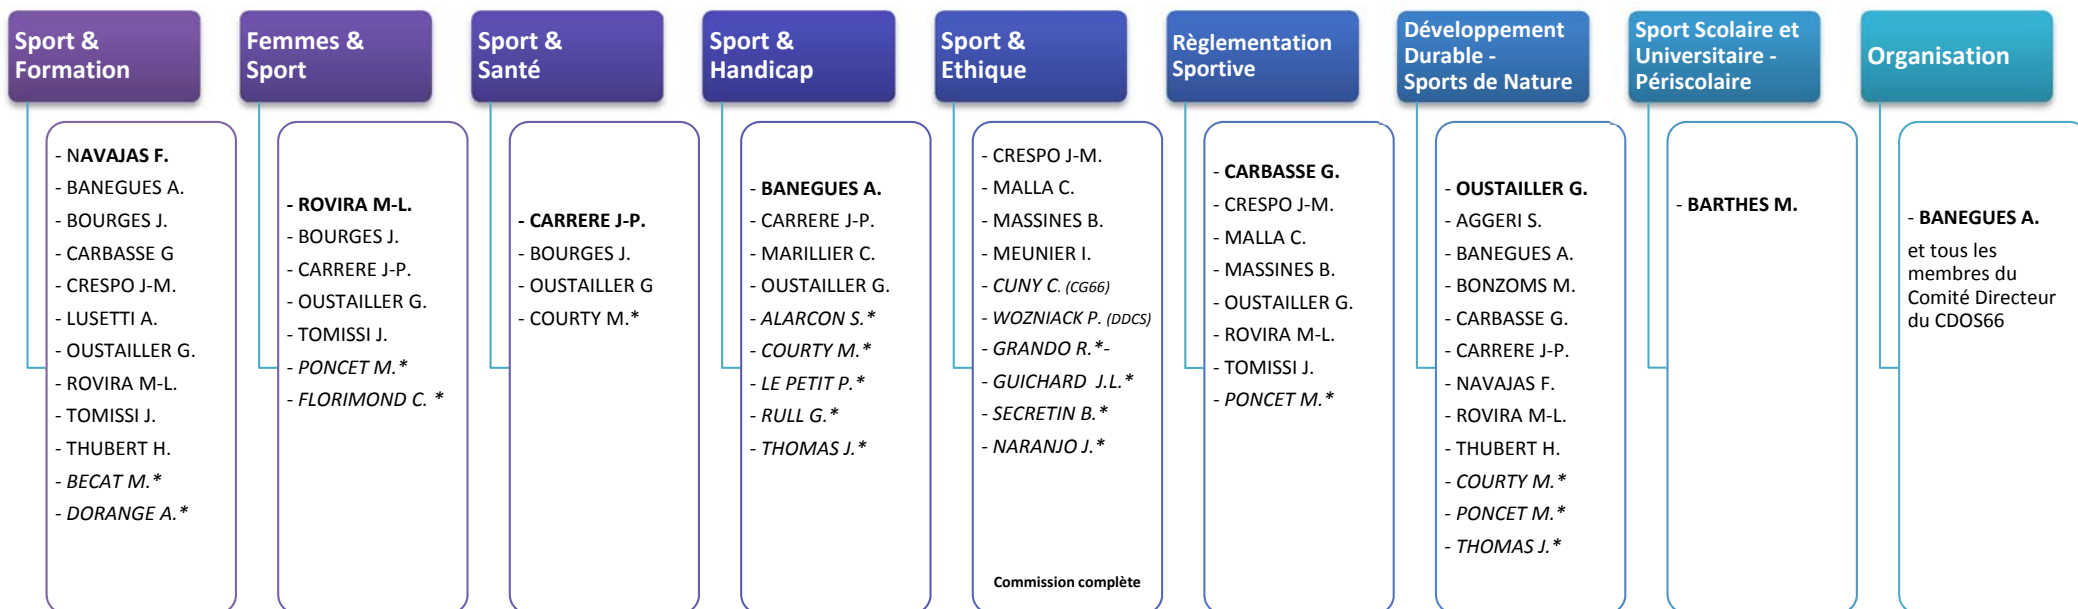 Sport &
Formation
- NAVAJAS F.
- BANEGUES A.
- BOURGES J.
- CARBASSE G
- CRESPO J-M.
- LUSETTI A.
- OUSTAILLER G.
- ROVIRA M-L.
- TOMISSI J.
- THUBERT H.
- BECAT M.*
- DORANGE A.*
Femmes &
Sport
- ROVIRA M-L.
- BOURGES J.
- CARRERE J-P.
- OUSTAILLER G.
- TOMISSI J.
- PONCET M.*
- FLORIMOND C. *
Sport &
Santé
- CARRERE J-P.
- BOURGES J.
- OUSTAILLER G
- COURTY M.*
Sport &
Handicap
- BANEGUES A.
- CARRERE J-P.
- MARILLIER C.
- OUSTAILLER G.
- ALARCON S.*
- COURTY M.*
- LE PETIT P.*
- RULL G.*
- THOMAS J.*
Sport &
Ethique
- CRESPO J-M.
- MALLA C.
- MASSINES B.
- MEUNIER I.
- CUNY C. (CG66)
- WOZNIACK P. (DDCS)
- GRANDO R.*-
- GUICHARD J.L.*
- SECRETIN B.*
- NARANJO J.*
Commission complète
Règlementation
Sportive
- CARBASSE G.
- CRESPO J-M.
- MALLA C.
- MASSINES B.
- OUSTAILLER G.
- ROVIRA M-L.
- TOMISSI J.
- PONCET M.*
Développement
Durable -
Sports de Nature
- OUSTAILLER G.
- AGGERI S.
- BANEGUES A.
- BONZOMS M.
- CARBASSE G.
- CARRERE J-P.
- NAVAJAS F.
- ROVIRA M-L.
- THUBERT H.
- COURTY M.*
- PONCET M.*
- THOMAS J.*
Sport Scolaire et
Universitaire -
Périscolaire
- BARTHES M.
Organisation
- BANEGUES A.
et tous les
membres du
Comité Directeur
du CDOS66